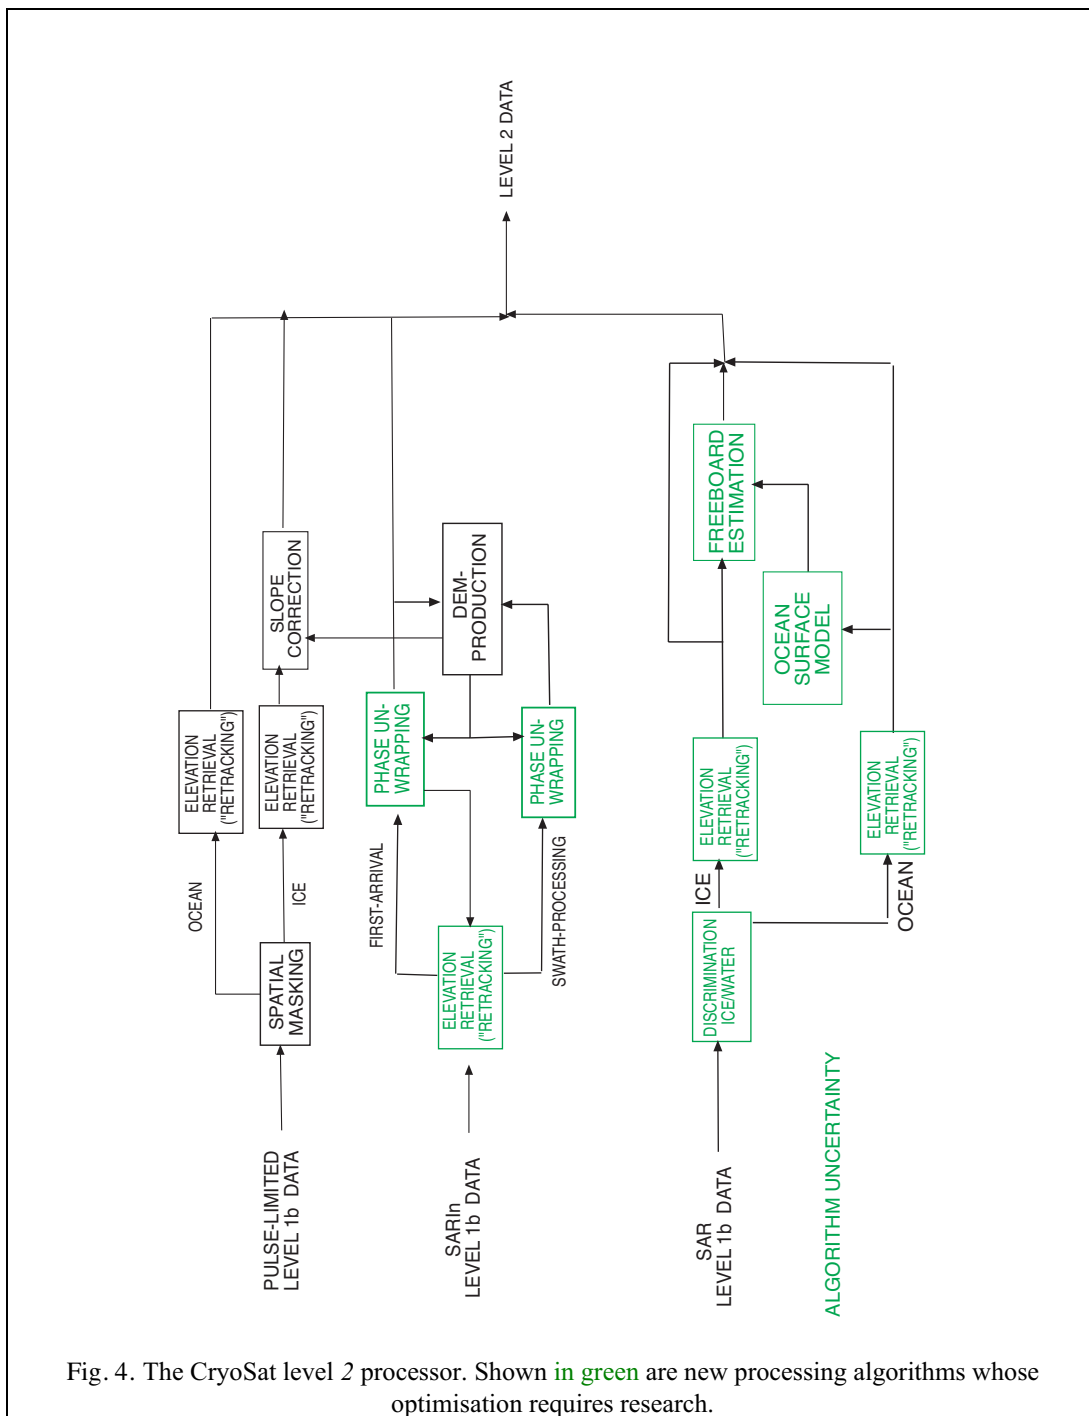 LEVEL 2 DATA
ELEVATION
RETRIEVAL
("RETRACKING")
OCEAN
SPATIAL
MASKING
PULSE-LIMITED
LEVEL 1b DATA
SLOPE
CORRECTION
ELEVATION
RETRIEVAL
("RETRACKING")
ICE
DEM-
PRODUCTION
PHASE UN-
WRAPPING
FIRST-ARRIVAL
PHASE UN-
WRAPPING
SWATH-PROCESSING
ELEVATION
RETRIEVAL
("RETRACKING")
SARIn
LEVEL 1b DATA
FREEBOARD
ESTIMATION
OCEAN
SURFACE
MODEL
ELEVATION
RETRIEVAL
("RETRACKING")
ICE
ELEVATION
RETRIEVAL
("RETRACKING")
OCEAN
DISCRIMINATION
ICE/WATER
SAR
LEVEL 1b DATA
ALGORITHM UNCERTAINTY
Fig. 4. The CryoSat level 2 processor. Shown in green are new processing algorithms whose
optimisation requires research.